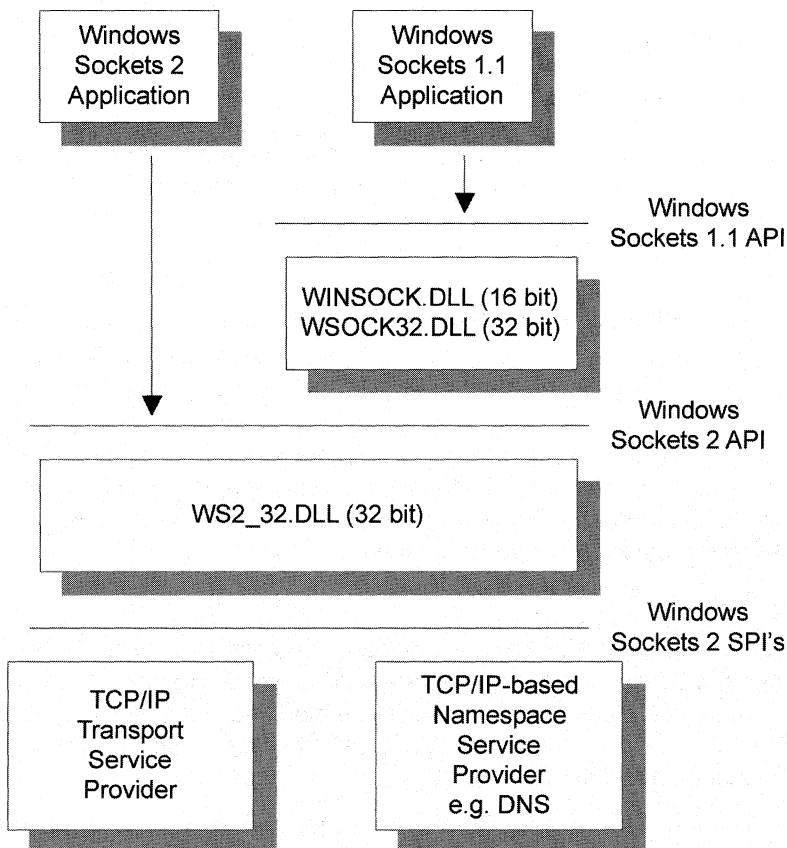 Windows
Sockets 2
Application
Windows
Sockets 1.1
Application
Windows
Sockets 1.1 API
WINSOCK.DLL (16 bit)
WSOCK32.DLL (32 bit)
Windows
Sockets 2 API
WS2_32.DLL (32 bit)
Windows
Sockets 2 SPI's
TCP/IP
Transport
Service
Provider
TCP/IP-based
Namespace
Service
Provider
e.g. DNS